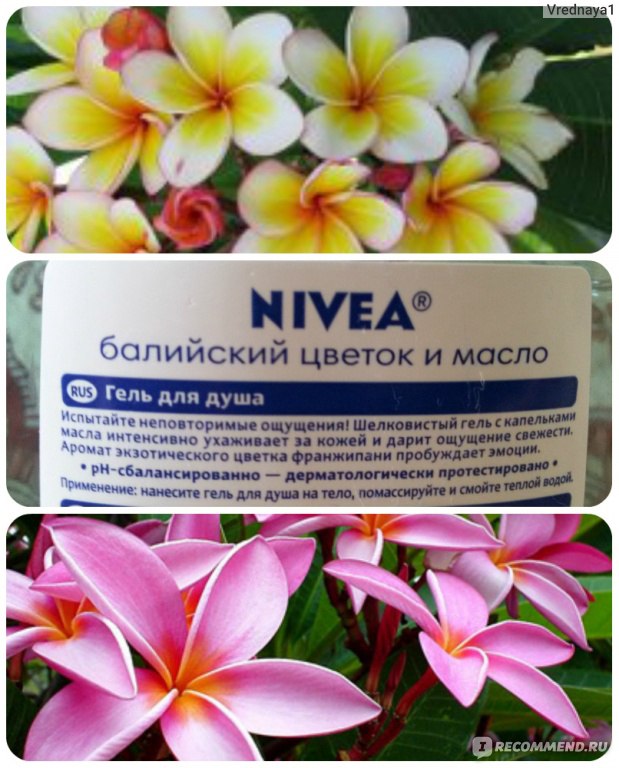 Vrednaya1
NIVEA®
балийский цветок и масло
RUS Гель для душа
Испытайте неповторимые ощущения! Шелковистый гель с капельками
масла интенсивно ухаживает за кожей и дарит ощущение свежести.
Аромат экзотического цветка франжипани пробуждает эмоции.
• pH-сбалансированно — дерматологически протестировано •
Применение: нанесите гель для душа на тело, помассируйте и смойте теплой водой.
IRECOMMEND.RU